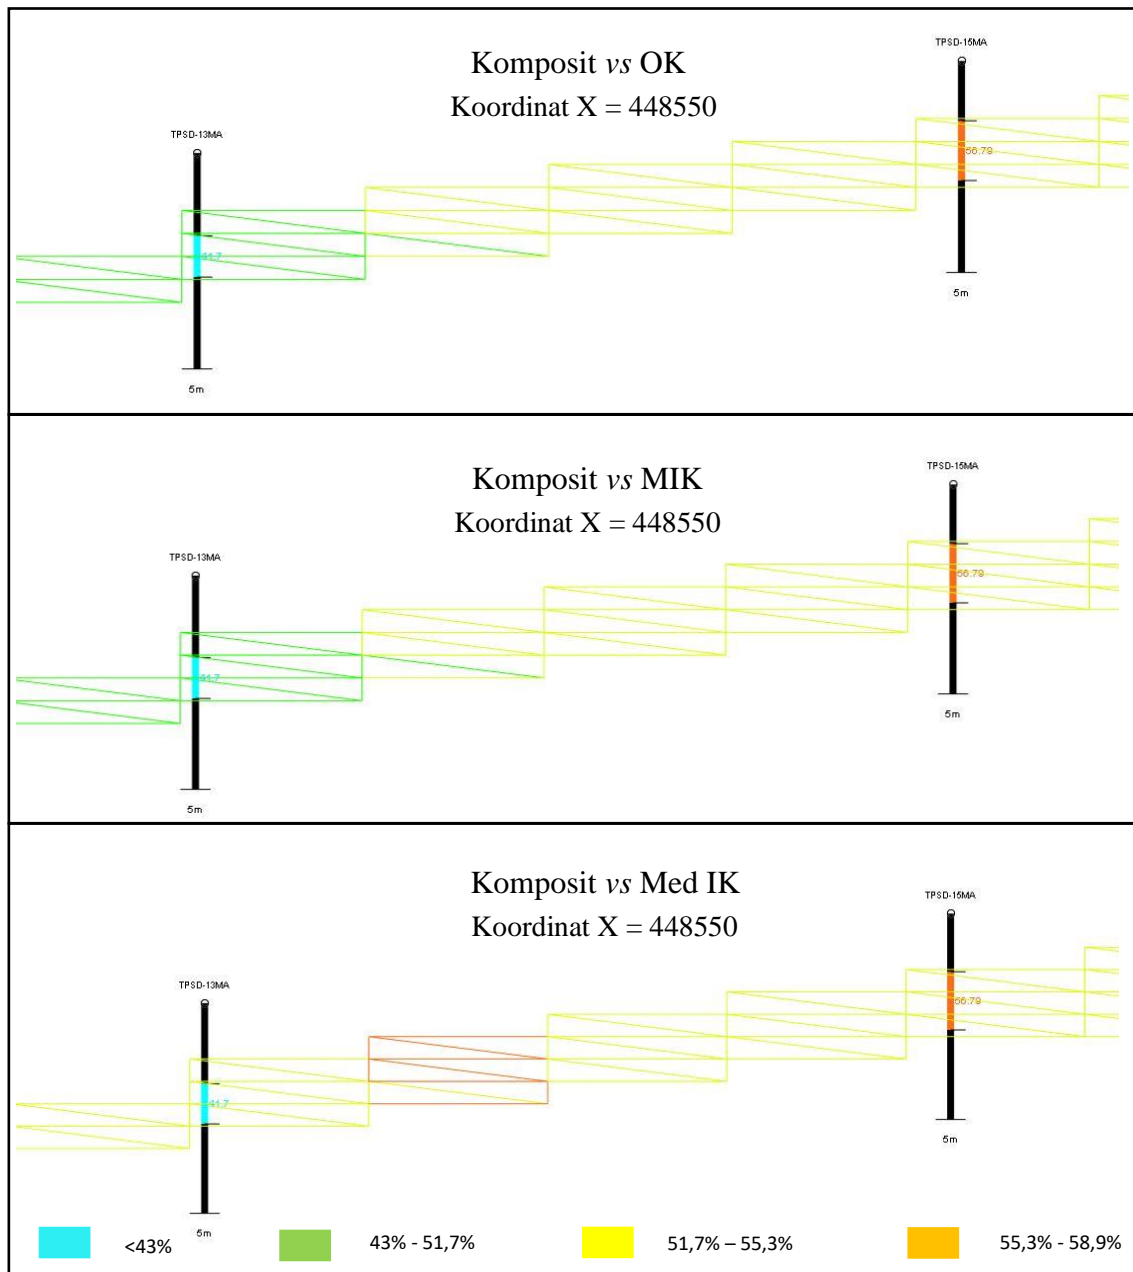 Komposit vs OK
Koordinat X = 448550
TPSD-15MA
TPSD-13MA
56.79
41.7
5m
5m
Komposit vs MIK
Koordinat X = 448550
TPSD-15MA
TPSD-13MA
56.79
41.7
5m
5m
Komposit vs Med IK
Koordinat X = 448550
TPSD-15MA
TPSD-13MA
56.79
41.7
5m
5m
<43%
43% - 51,7%
51,7% – 55,3%
55,3% - 58,9%